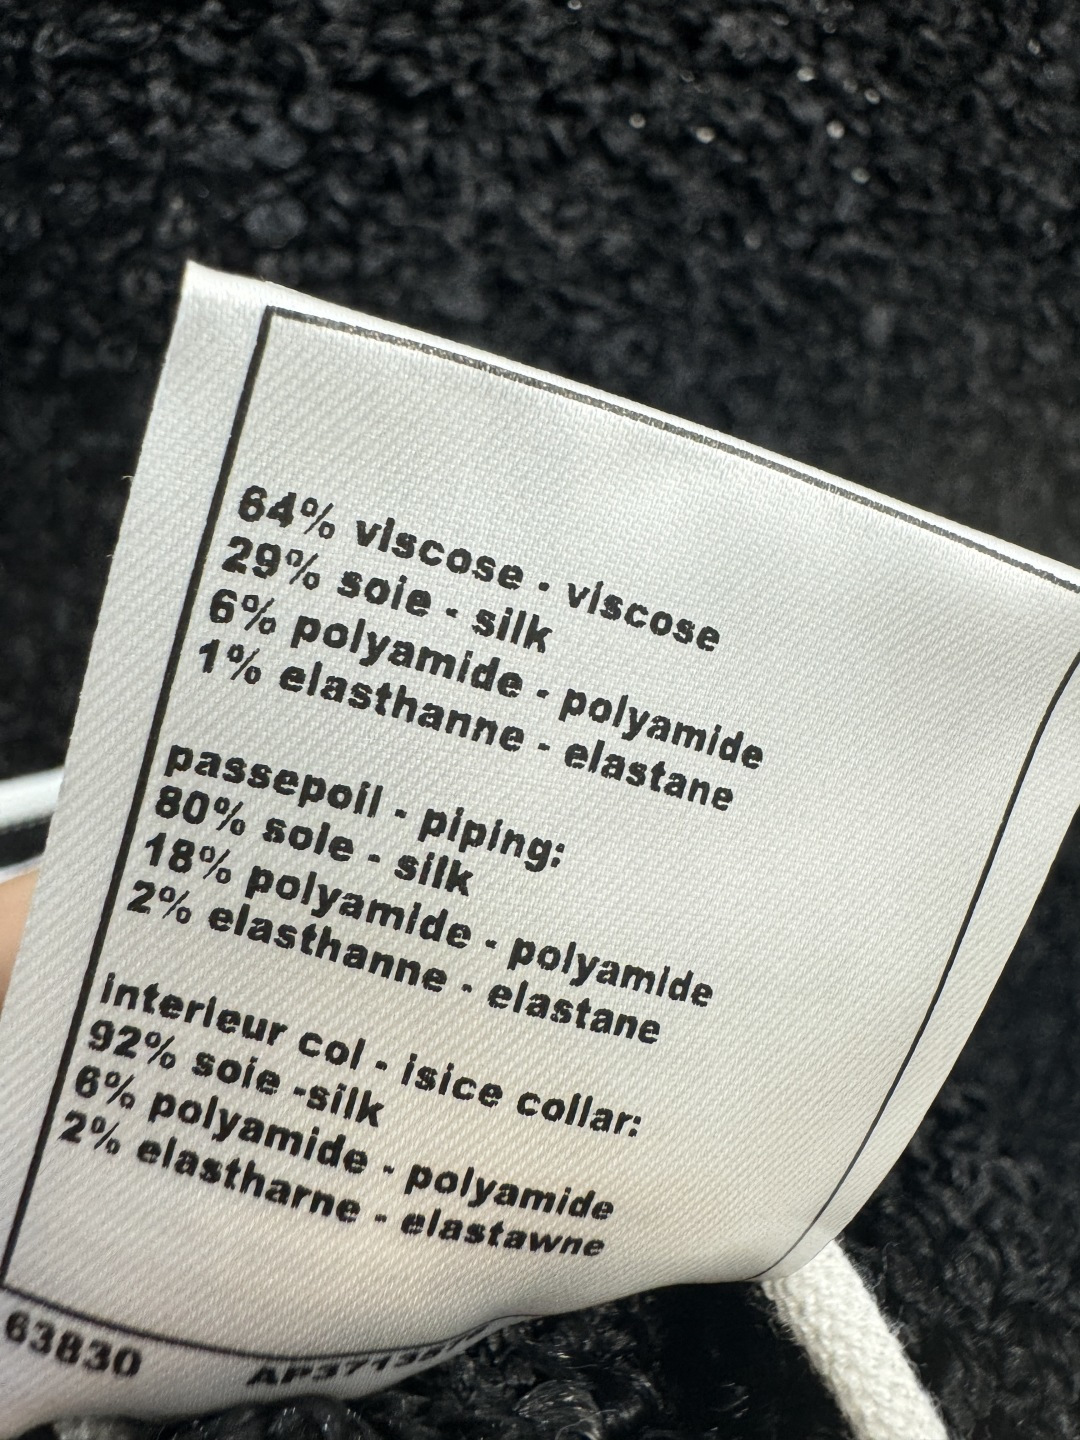 64% viscose - viscose
29% soie - silk
6% polyamide - polyamide
1% elasthanne - elastane
passepoil - piping:
80% sole - silk
18% polyamide - polyamide
2% elasthanne - elastane
interieur col - isice collar:
92% soie -silk
6% polyamide - polyamide
2% elastharne - elastawne
63830